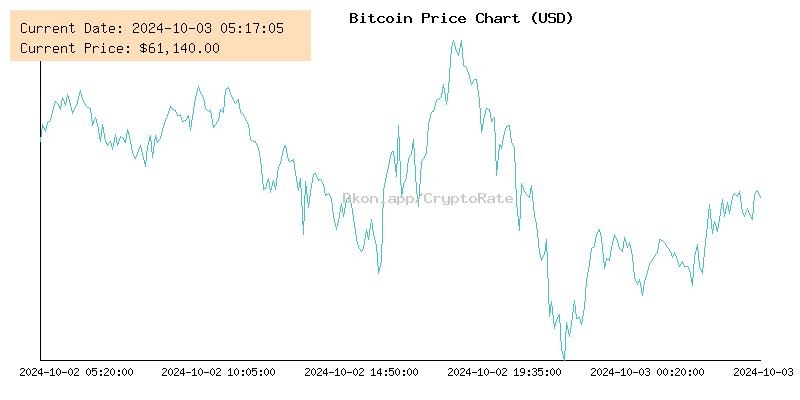 Bitcoin Price Chart (USD)
Current Date: 2024-10-03 05:17:05
Current Price: $61,140.00
Dkon.app/CryptoRate
2024-10-02 05:20:00 2024-10-02 10:05:00 2024-10-02 14:50:00 2024-10-02 19:35:00 2024-10-03 00:20:00 2024-10-03